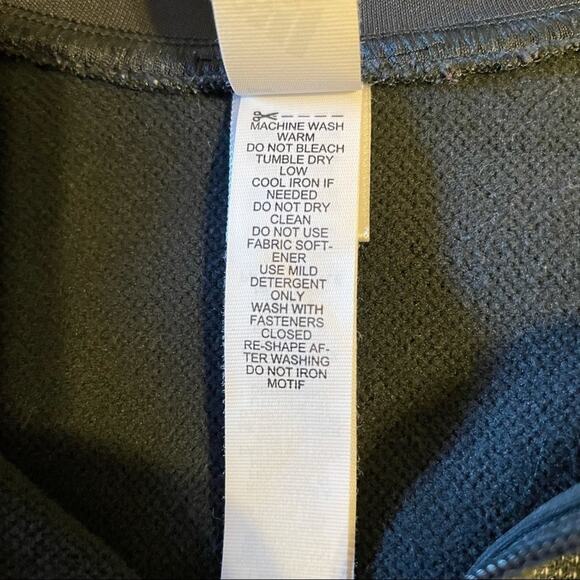 MACHINE WASH
WARM
DO NOT BLEACH
TUMBLE DRY
LOW
COOL IRON IF
NEEDED
DO NOT DRY
CLEAN
DO NOT USE
FABRIC SOFT-
ENER
USE MILD
DETERGENT
ONLY
WASH WITH
FASTENERS
CLOSED
RE-SHAPE AF-
TER WASHING
DO NOT IRON
MOTIF